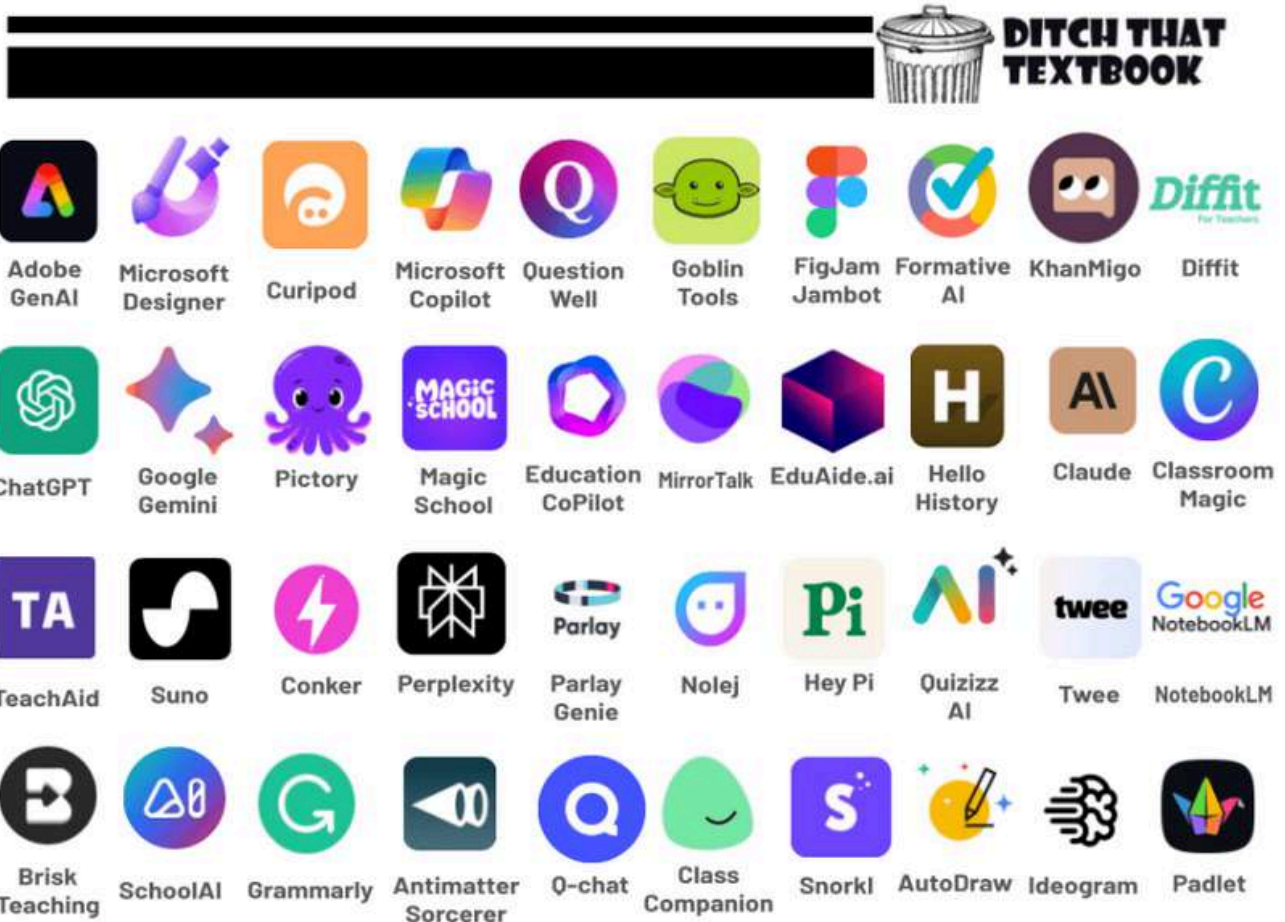 DITCH THAT
TEXTBOOK
Q
Diffit
For Teachers
Adobe
GenAI
Microsoft
Designer
Curipod
Microsoft
Copilot
Question
Well
Goblin
Tools
FigJam
Jambot
Formative
AI
KhanMigo
Diffit
MAGiC
SCHOOL
H
A\
C
ChatGPT
Google
Gemini
Pictory
Magic
School
Education
CoPilot
MirrorTalk
EduAide.ai
Hello
History
Claude
Classroom
Magic
TA
Parlay
Pi
AI
twee
Google
NotebookLM
TeachAid
Suno
Conker
Perplexity
Parlay
Genie
Nolej
Hey Pi
Quizizz
AI
Twee
NotebookLM
B
G
Q
S
Brisk
Teaching
SchoolAI
Grammarly
Antimatter
Sorcerer
Q-chat
Class
Companion
Snorkl
AutoDraw
Ideogram
Padlet